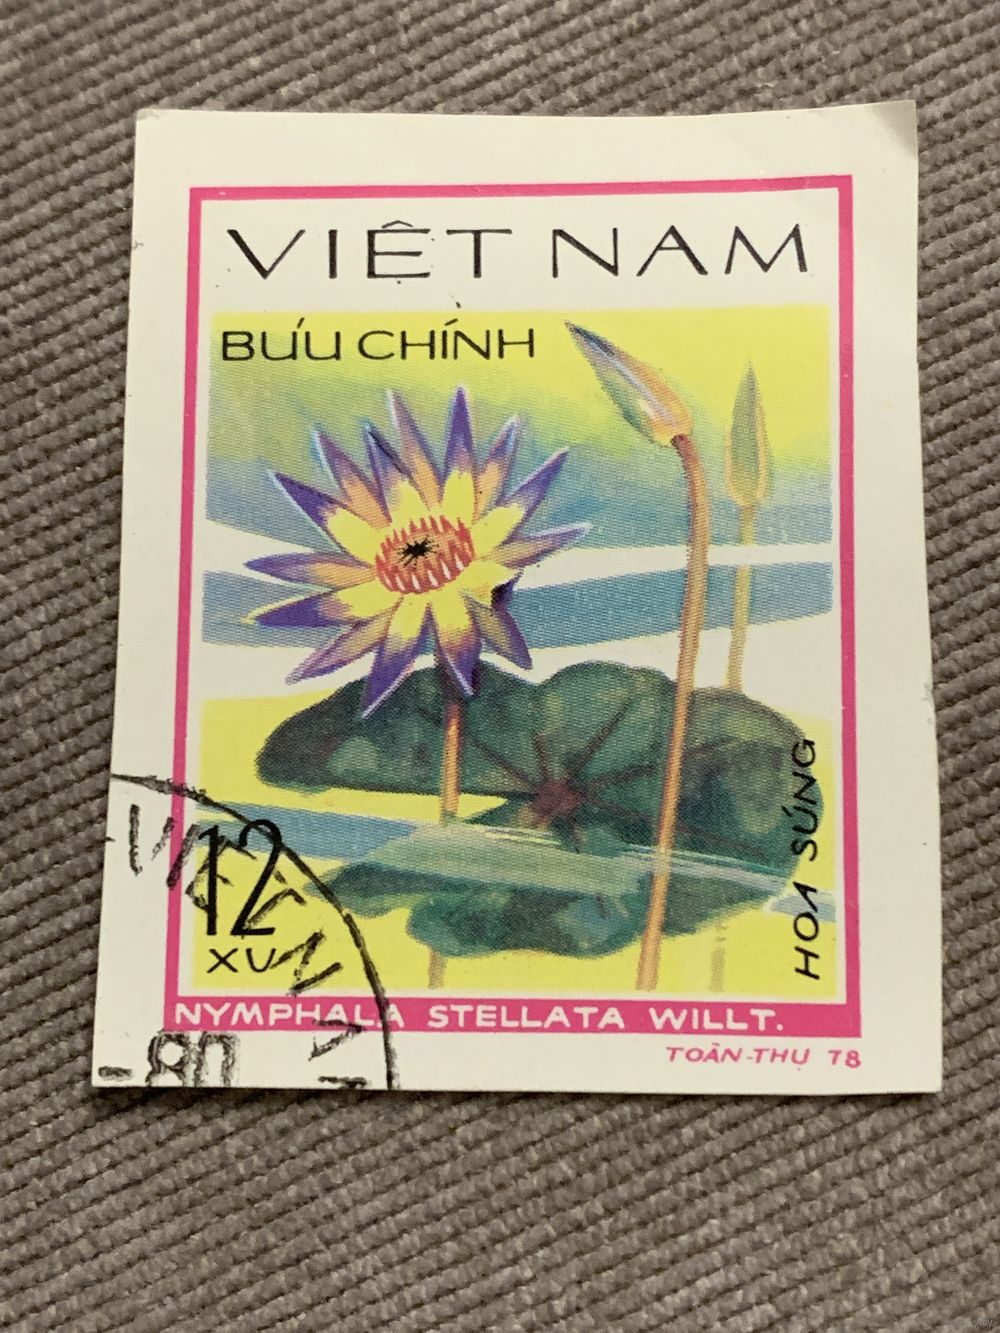 VIỆT NAM
BƯU CHÍNH
HOA SÚNG
12
XU
NYMPHALA STELLATA WILLT.
TOÀN-THỤ 78